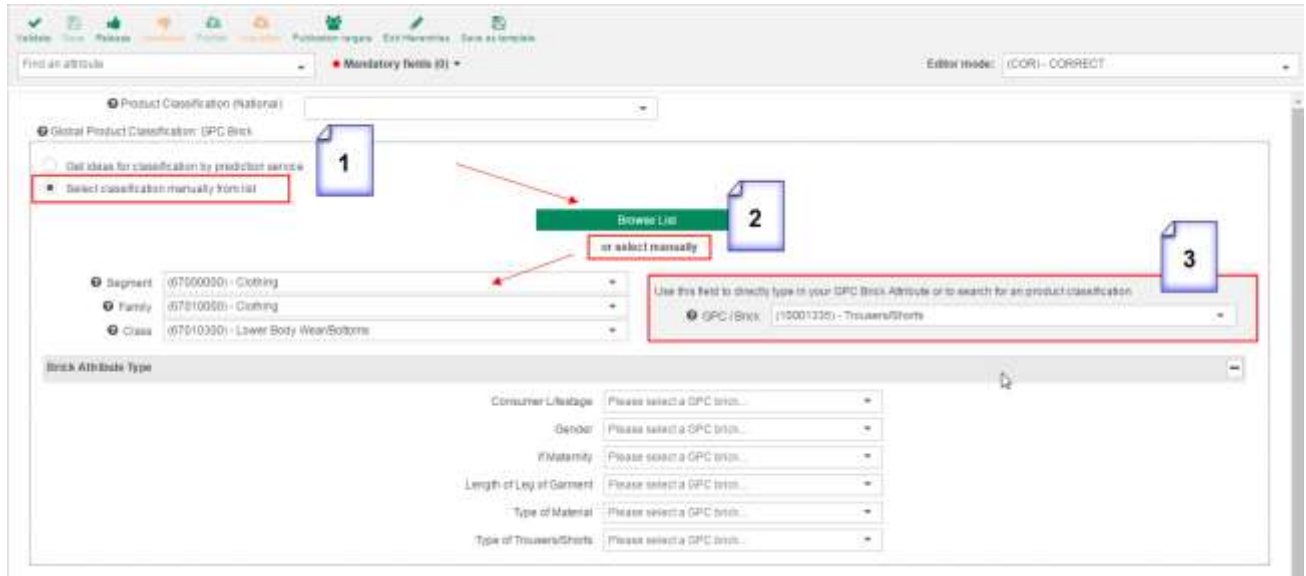 Validate Save Release Publish Publication targets Edit Hierarchies Save as template
Find an attribute Mandatory fields (0) Editor mode: (COR) - CORRECT
Product Classification (National)
Global Product Classification: GPC Brick
1
Get ideas for classification by prediction service
Select classification manually from list
Browse List
2
or select manually
3
Segment (67000000) - Clothing
Use this field to directly type in your GPC Brick Attribute or to search for an product classification
Family (67010000) - Clothing
GPC / Brick (10001335) - Trousers/Shorts
Class (67010300) - Lower Body Wear/Bottoms
Brick Attribute Type
Consumer Lifestage Please select a GPC brick...
Gender Please select a GPC brick...
If Maternity Please select a GPC brick...
Length of Leg of Garment Please select a GPC brick...
Type of Material Please select a GPC brick...
Type of Trousers/Shorts Please select a GPC brick...